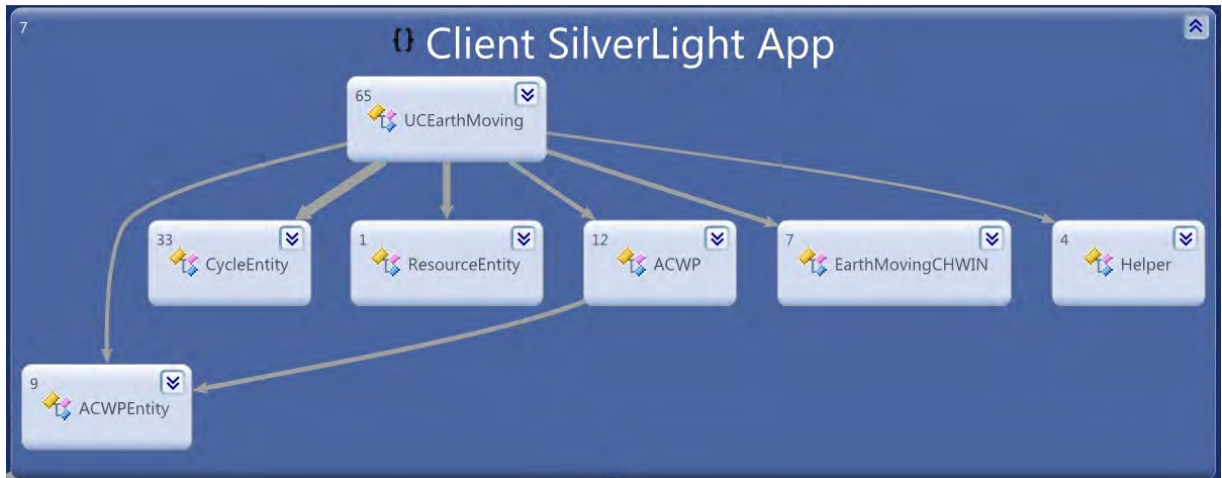 7
{} Client SilverLight App
65
UCEarthMoving
33
CycleEntity
1
ResourceEntity
12
ACWP
7
EarthMovingCHWIN
4
Helper
9
ACWPEntity